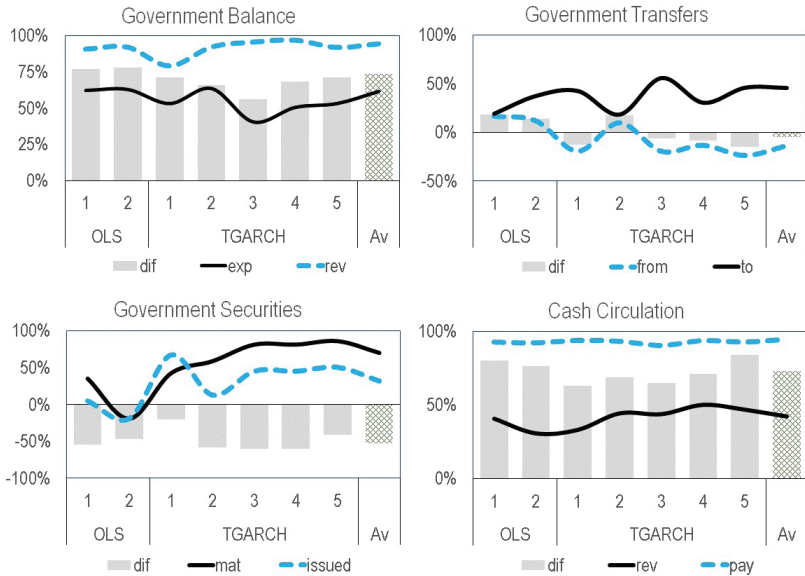 Government Balance
100%
75%
50%
25%
0%
1 2 1 2 3 4 5
OLS TGARCH Av
dif exp rev
Government Transfers
100%
50%
0%
-50%
1 2 1 2 3 4 5
OLS TGARCH Av
dif from to
Government Securities
100%
50%
0%
-50%
-100%
1 2 1 2 3 4 5
OLS TGARCH Av
dif mat issued
Cash Circulation
100%
50%
0%
1 2 1 2 3 4 5
OLS TGARCH Av
dif rev pay